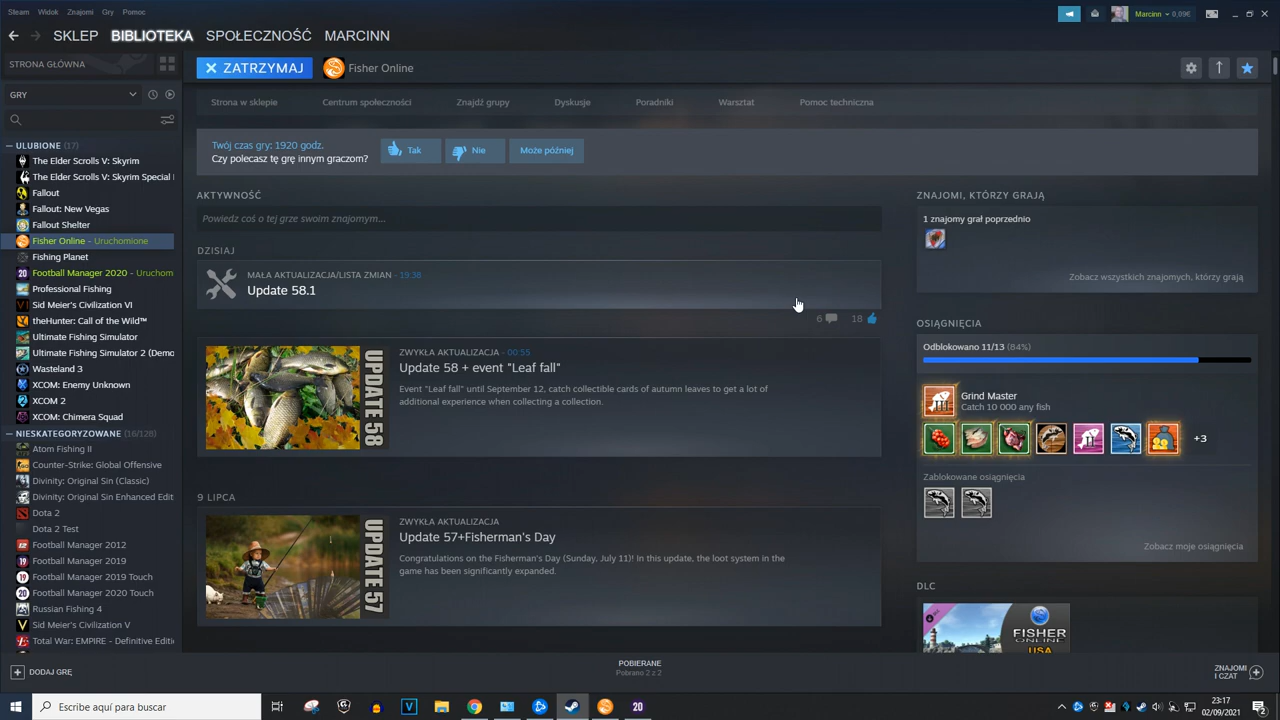 Steam Widok Znajomi Gry Pomoc
Marcinn 0,09€
SKLEP BIBLIOTEKA SPOŁECZNOŚĆ MARCINN
STRONA GŁÓWNA
ZATRZYMAJ Fisher Online
GRY
Strona w sklepie Centrum społeczności Znajdź grupy Dyskusje Poradniki Warsztat Pomoc techniczna
ULUBIONE (17)
The Elder Scrolls V: Skyrim
The Elder Scrolls V: Skyrim Special
Fallout
Fallout: New Vegas
Fallout Shelter
Fisher Online - Uruchomione
Fishing Planet
Football Manager 2020 - Uruchom
Professional Fishing
Sid Meier's Civilization VI
theHunter: Call of the Wild™
Ultimate Fishing Simulator
Ultimate Fishing Simulator 2 (Demo
Wasteland 3
XCOM: Enemy Unknown
XCOM 2
XCOM: Chimera Squad
NIESKATEGORYZOWANE (16/128)
Atom Fishing II
Counter-Strike: Global Offensive
Divinity: Original Sin (Classic)
Divinity: Original Sin Enhanced Edit
Dota 2
Dota 2 Test
Football Manager 2012
Football Manager 2019
Football Manager 2019 Touch
Football Manager 2020 Touch
Russian Fishing 4
Sid Meier's Civilization V
Total War: EMPIRE - Definitive Editi
Twój czas gry: 1920 godz.
Czy polecasz tę grę innym graczom?
Tak Nie Może później
AKTYWNOŚĆ
Powiedz coś o tej grze swoim znajomym...
DZISIAJ
MAŁA AKTUALIZACJA/LISTA ZMIAN - 19:38
Update 58.1
6 18
UPDATE 58
ZWYKŁA AKTUALIZACJA - 00:55
Update 58 + event "Leaf fall"
Event "Leaf fall" until September 12, catch collectible cards of autumn leaves to get a lot of
additional experience when collecting a collection.
9 LIPCA
UPDATE 57
ZWYKŁA AKTUALIZACJA
Update 57+Fisherman's Day
Congratulations on the Fisherman's Day (Sunday, July 11)! In this update, the loot system in the
game has been significantly expanded.
ZNAJOMI, KTÓRZY GRAJĄ
1 znajomy grał poprzednio
Zobacz wszystkich znajomych, którzy grają
OSIĄGNIĘCIA
Odblokowano 11/13 (84%)
Grind Master
Catch 10 000 any fish
+3
Zablokowane osiągnięcia
Zobacz moje osiągnięcia
DLC
FISHER
ONLINE
USA
DODAJ GRĘ
POBIERANE
Pobrano 2 z 2
ZNAJOMI
I CZAT
Escribe aquí para buscar
V
20
23:17
02/09/2021
2